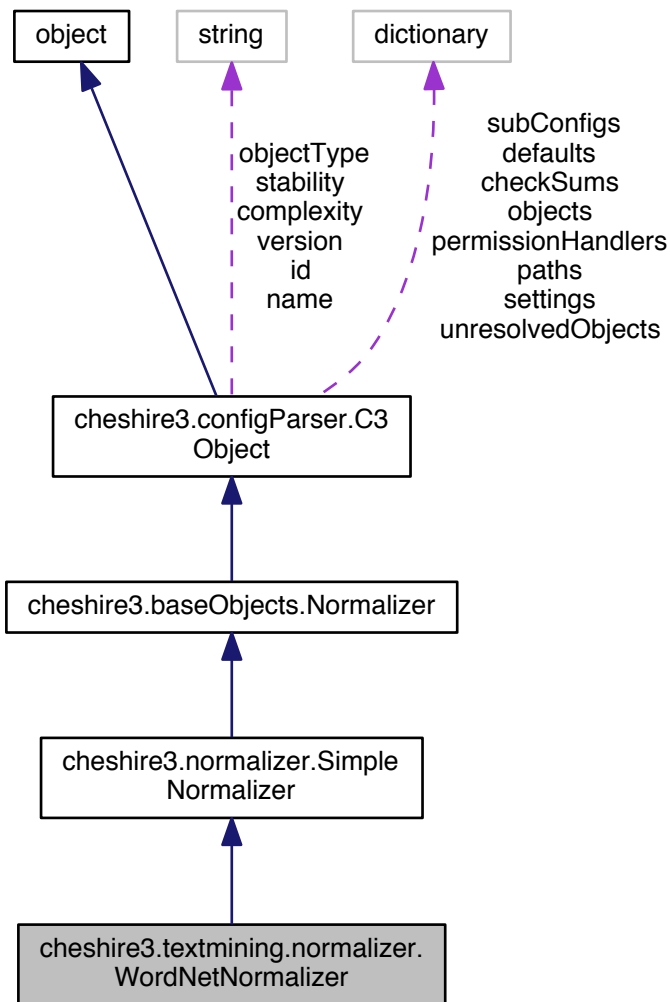 object
string
dictionary
objectType
stability
complexity
version
id
name
subConfigs
defaults
checkSums
objects
permissionHandlers
paths
settings
unresolvedObjects
cheshire3.configParser.C3
Object
cheshire3.baseObjects.Normalizer
cheshire3.normalizer.Simple
Normalizer
cheshire3.textmining.normalizer.
WordNetNormalizer